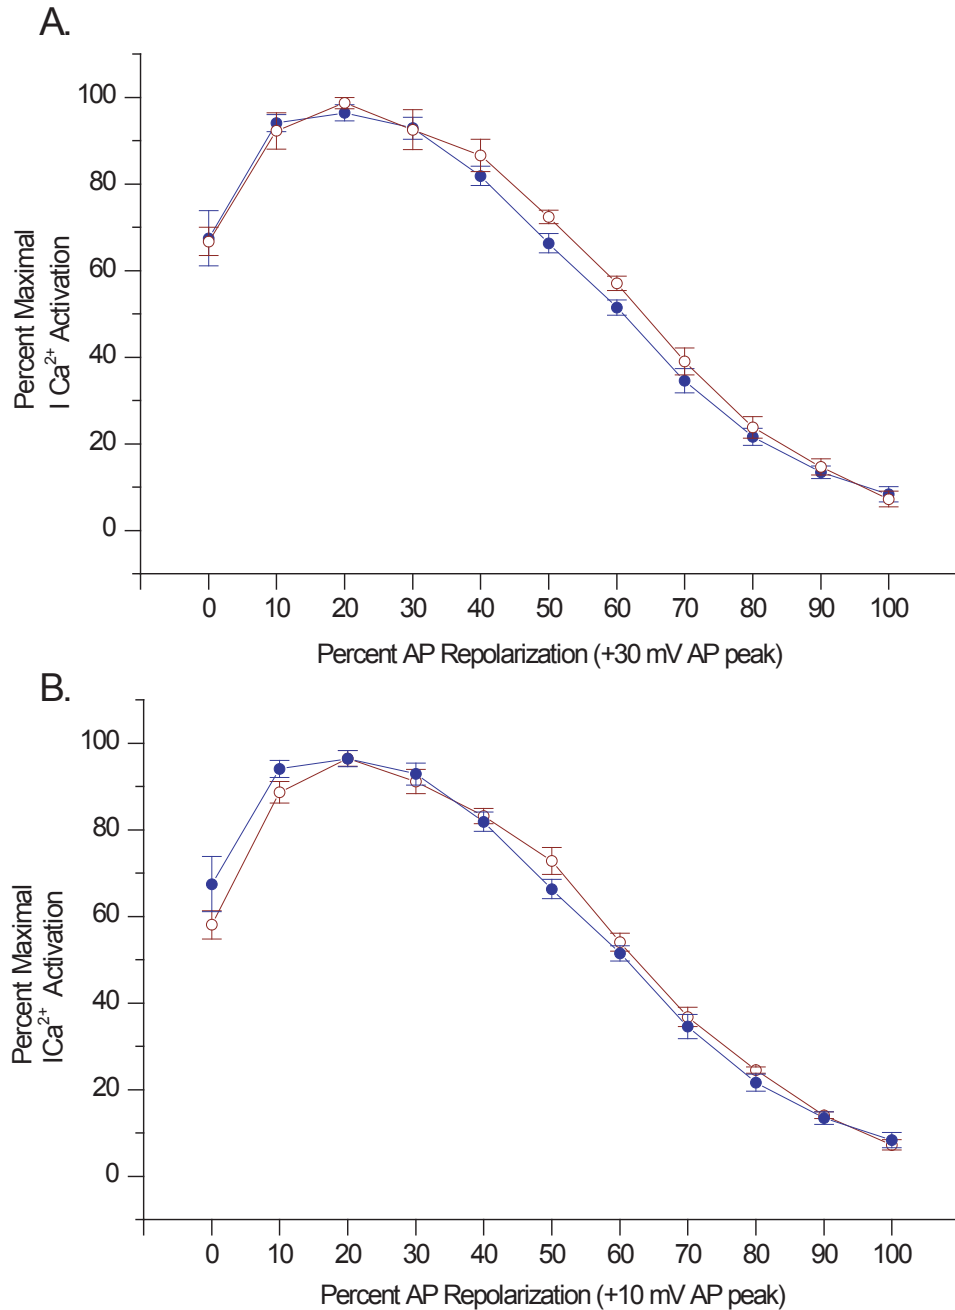 A.
100
80
60
40
20
0
Percent Maximal
I Ca²⁺ Activation
0 10 20 30 40 50 60 70 80 90 100
Percent AP Repolarization (+30 mV AP peak)
B.
100
80
60
40
20
0
Percent Maximal
ICa²⁺ Activation
0 10 20 30 40 50 60 70 80 90 100
Percent AP Repolarization (+10 mV AP peak)